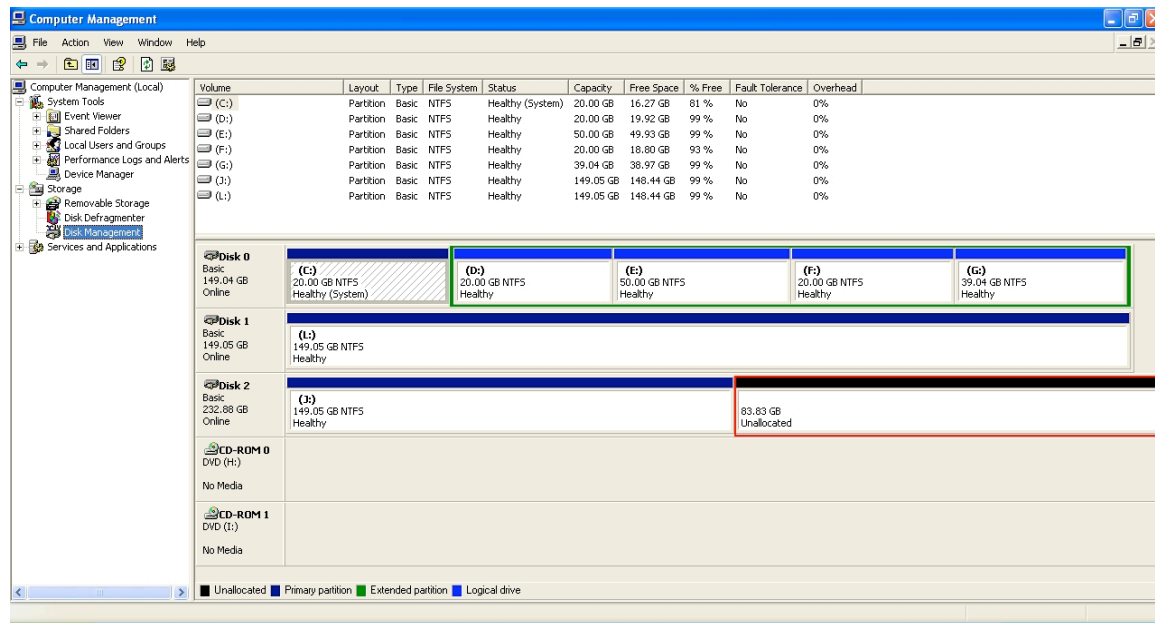 Computer Management
File Action View Window Help
Computer Management (Local)
System Tools
Event Viewer
Shared Folders
Local Users and Groups
Performance Logs and Alerts
Device Manager
Storage
Removable Storage
Disk Defragmenter
Disk Management
Services and Applications
Volume Layout Type File System Status Capacity Free Space % Free Fault Tolerance Overhead
(C:) Partition Basic NTFS Healthy (System) 20.00 GB 16.27 GB 81 % No 0%
(D:) Partition Basic NTFS Healthy 20.00 GB 19.92 GB 99 % No 0%
(E:) Partition Basic NTFS Healthy 50.00 GB 49.93 GB 99 % No 0%
(F:) Partition Basic NTFS Healthy 20.00 GB 18.80 GB 93 % No 0%
(G:) Partition Basic NTFS Healthy 39.04 GB 38.97 GB 99 % No 0%
(J:) Partition Basic NTFS Healthy 149.05 GB 148.44 GB 99 % No 0%
(L:) Partition Basic NTFS Healthy 149.05 GB 148.44 GB 99 % No 0%
Disk 0
Basic
149.04 GB
Online
(C:)
20.00 GB NTFS
Healthy (System)
(D:)
20.00 GB NTFS
Healthy
(E:)
50.00 GB NTFS
Healthy
(F:)
20.00 GB NTFS
Healthy
(G:)
39.04 GB NTFS
Healthy
Disk 1
Basic
149.05 GB
Online
(L:)
149.05 GB NTFS
Healthy
Disk 2
Basic
232.88 GB
Online
(J:)
149.05 GB NTFS
Healthy
83.83 GB
Unallocated
CD-ROM 0
DVD (H:)
No Media
CD-ROM 1
DVD (I:)
No Media
Unallocated Primary partition Extended partition Logical drive